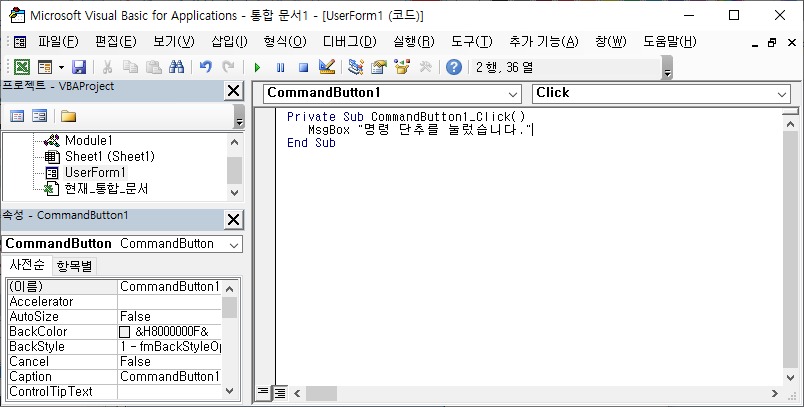 Microsoft Visual Basic for Applications - 통합 문서1 - [UserForm1 (코드)]
파일(F) 편집(E) 보기(V) 삽입(I) 형식(O) 디버그(D) 실행(R) 도구(T) 추가 기능(A) 창(W) 도움말(H)
2 행, 36 열
프로젝트 - VBAProject
Module1
Sheet1 (Sheet1)
UserForm1
현재_통합_문서
속성 - CommandButton1
CommandButton CommandButton
사전순 항목별
(이름) CommandButton1
Accelerator
AutoSize False
BackColor &H8000000F&
BackStyle 1 - fmBackStyleOp
Cancel False
Caption CommandButton1
ControlTipText
CommandButton1 Click
Private Sub CommandButton1_Click()
MsgBox "명령 단추를 눌렀습니다."
End Sub